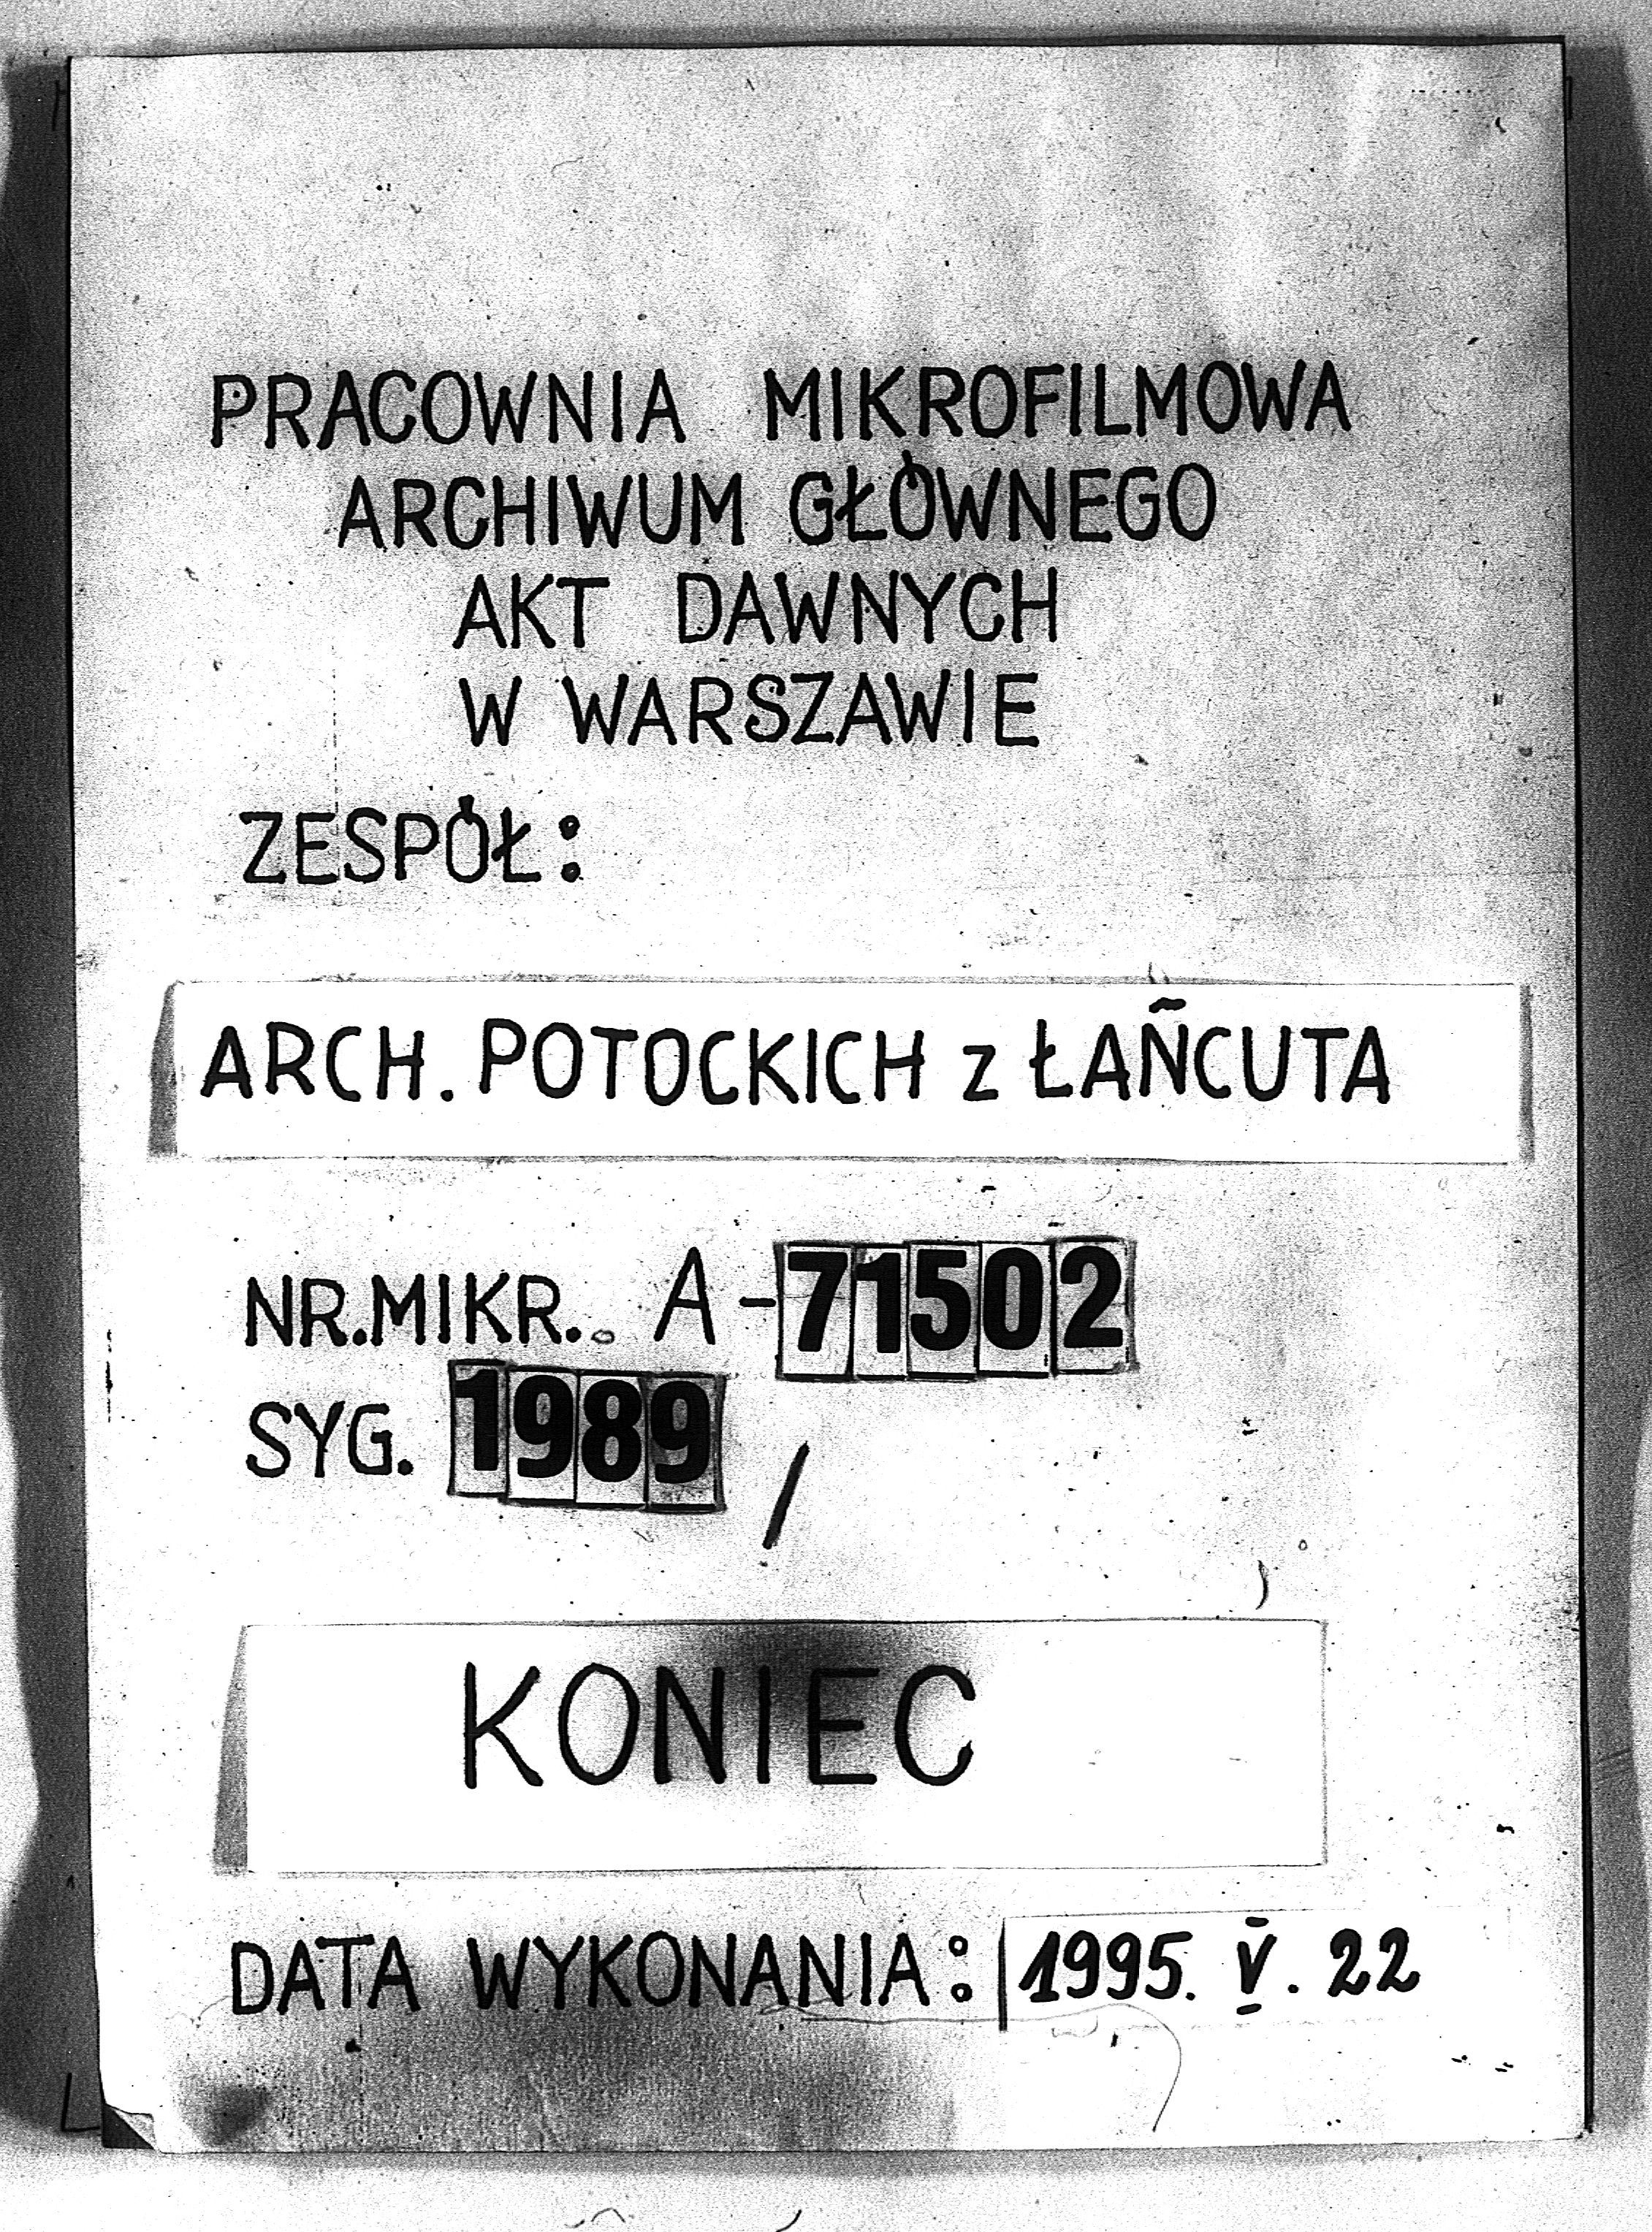 PRACOWNIA MIKROFILMOWA
ARCHIWUM GŁÓWNEGO
AKT DAWNYCH
W WARSZAWIE
ZESPÓŁ:
ARCH. POTOCKICH z ŁAŃCUTA
NR.MIKR. A-71502
SYG. 1989 /
KONIEC
DATA WYKONANIA: 1995. V. 22